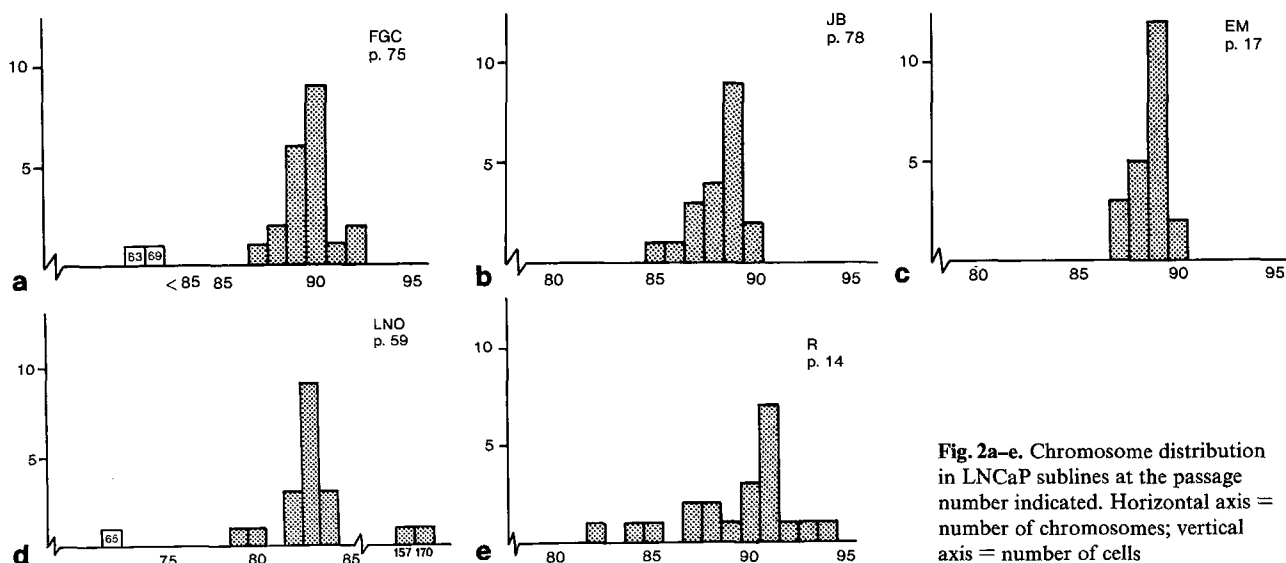 FGC
p. 75
10
5
63 69
< 85 85 90 95
a
JB
p. 78
10
5
80 85 90 95
b
EM
p. 17
10
5
80 85 90 95
c
LNO
p. 59
10
5
65
75 80 85 157 170
d
R
p. 14
10
5
80 85 90 95
e
Fig. 2a–e. Chromosome distribution
in LNCaP sublines at the passage
number indicated. Horizontal axis =
number of chromosomes; vertical
axis = number of cells